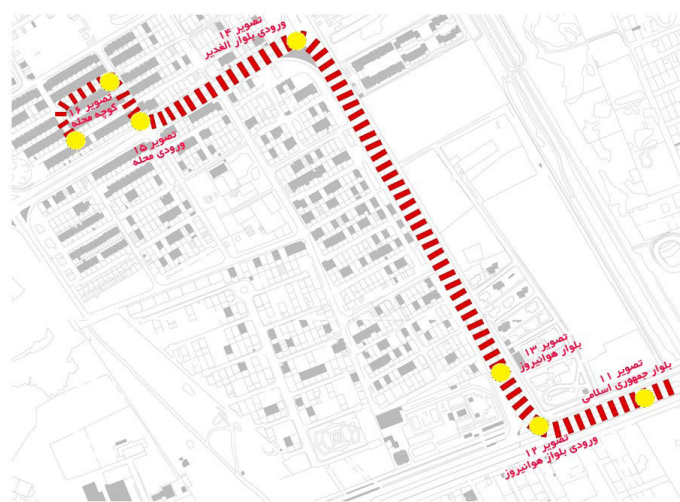 تصویر ۱۱
بلوار جمهوری اسلامی
تصویر ۱۲
ورودی بلوار هوانیروز
تصویر ۱۳
بلوار هوانیروز
تصویر ۱۴
ورودی بلوار الغدیر
تصویر ۱۵
ورودی محله
تصویر ۱۶
کوچه محله